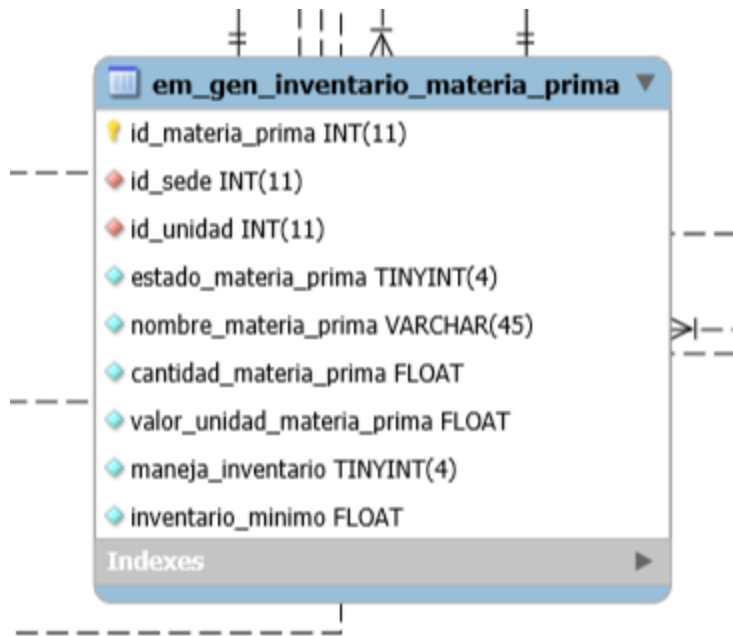 em_gen_inventario_materia_prima
id_materia_prima INT(11)
id_sede INT(11)
id_unidad INT(11)
estado_materia_prima TINYINT(4)
nombre_materia_prima VARCHAR(45)
cantidad_materia_prima FLOAT
valor_unidad_materia_prima FLOAT
maneja_inventario TINYINT(4)
inventario_minimo FLOAT
Indexes